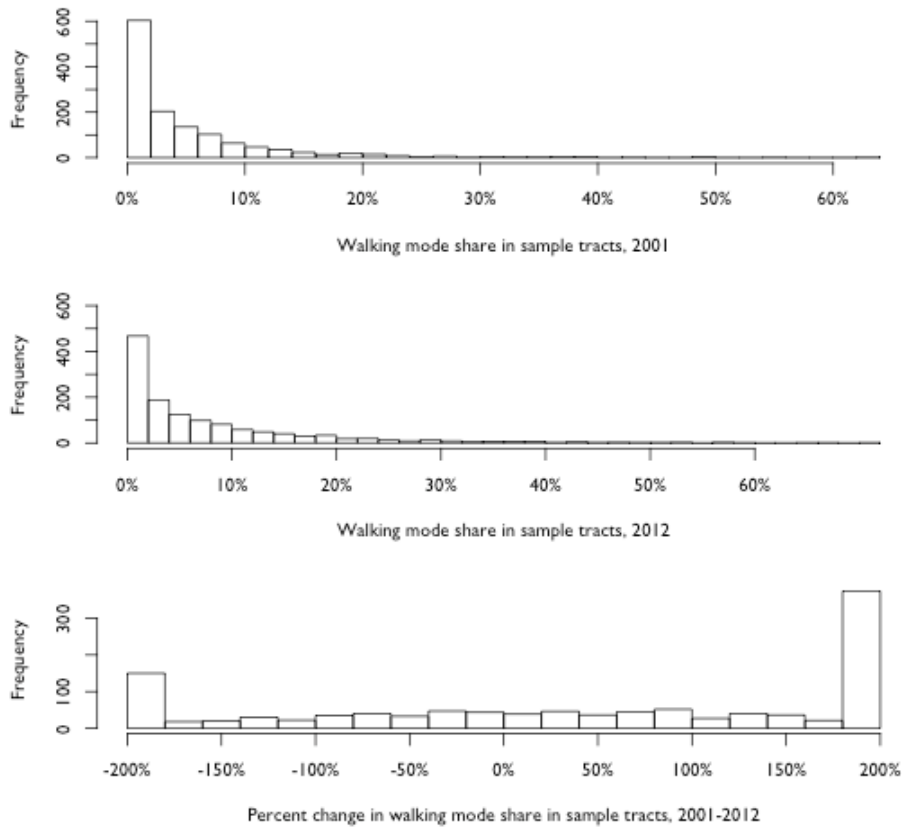 600
400
200
0
Frequency
0% 10% 20% 30% 40% 50% 60%
Walking mode share in sample tracts, 2001
600
400
200
0
Frequency
0% 10% 20% 30% 40% 50% 60%
Walking mode share in sample tracts, 2012
300
100
0
Frequency
-200% -150% -100% -50% 0% 50% 100% 150% 200%
Percent change in walking mode share in sample tracts, 2001-2012